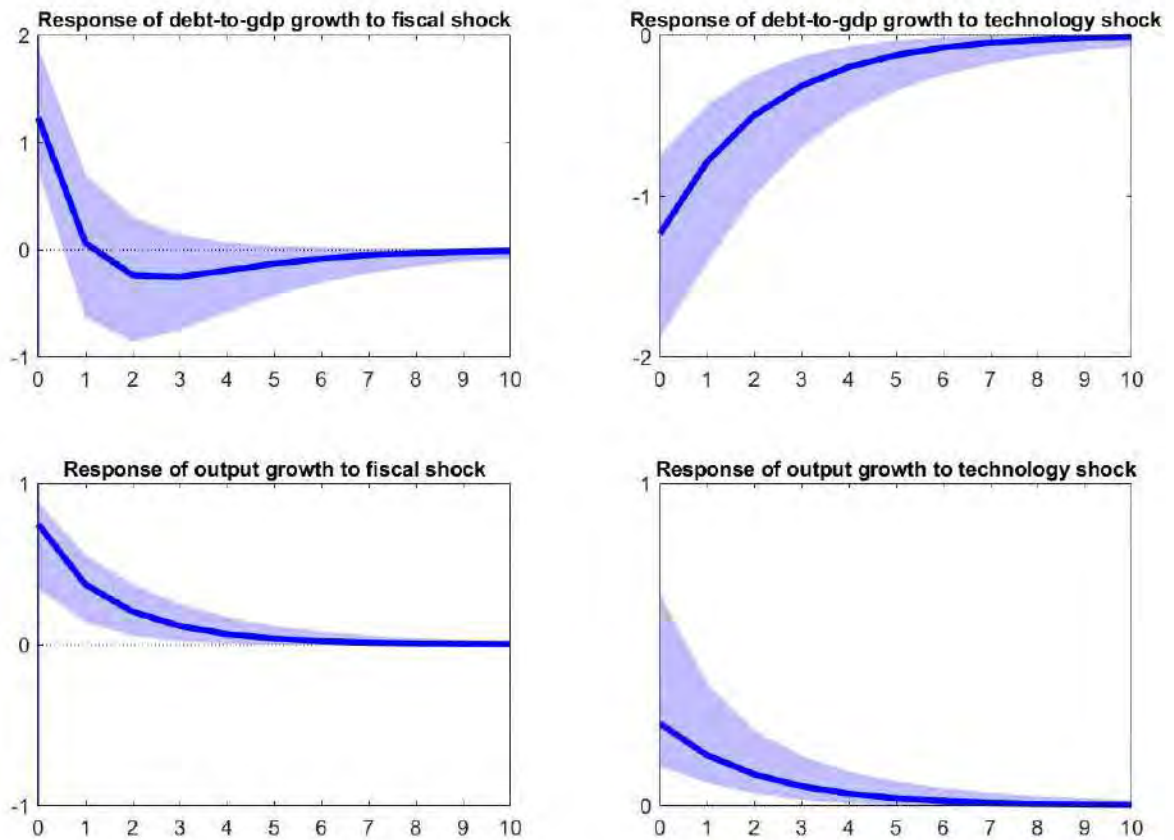 Response of debt-to-gdp growth to fiscal shock
2
1
0
-1
0 1 2 3 4 5 6 7 8 9 10
Response of debt-to-gdp growth to technology shock
0
-1
-2
0 1 2 3 4 5 6 7 8 9 10
Response of output growth to fiscal shock
1
0
-1
0 1 2 3 4 5 6 7 8 9 10
Response of output growth to technology shock
1
0
0 1 2 3 4 5 6 7 8 9 10